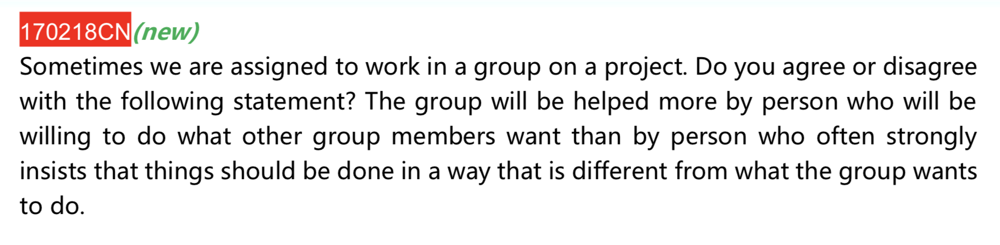 170218CN(new)
Sometimes we are assigned to work in a group on a project. Do you agree or disagree
with the following statement? The group will be helped more by person who will be
willing to do what other group members want than by person who often strongly
insists that things should be done in a way that is different from what the group wants
to do.